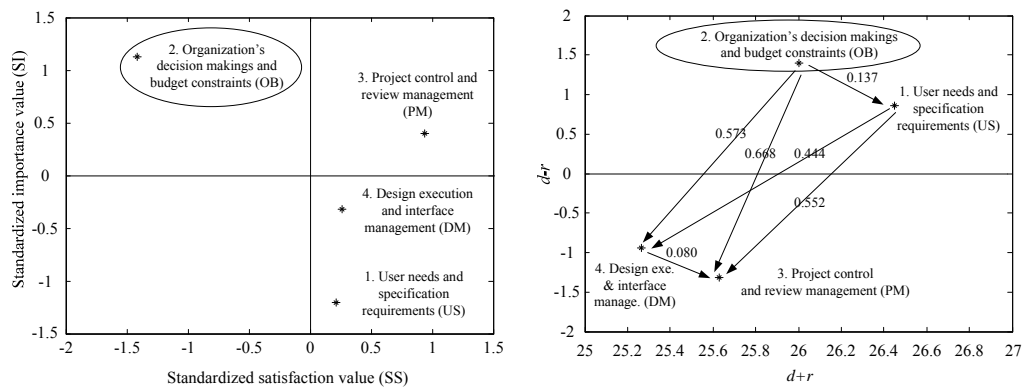 1.5
1
0.5
0
-0.5
-1
-1.5
Standardized importance value (SI)
2. Organization's
decision makings and
budget constraints (OB)
3. Project control and
review management
(PM)
4. Design execution
and interface
management (DM)
1. User needs and
specification
requirements (US)
-2
-1.5
-1
-0.5
0
0.5
1
1.5
Standardized satisfaction value (SS)
2
1.5
1
0.5
0
-0.5
-1
-1.5
-2
d-r
2. Organization's decision makings
and budget constraints (OB)
0.137
1. User needs and
specification
requirements (US)
0.573
0.668
0.444
0.552
0.080
4. Design exe.
& interface
manage. (DM)
3. Project control
and review management (PM)
25
25.2
25.4
25.6
25.8
26
26.2
26.4
26.6
26.8
27
d+r